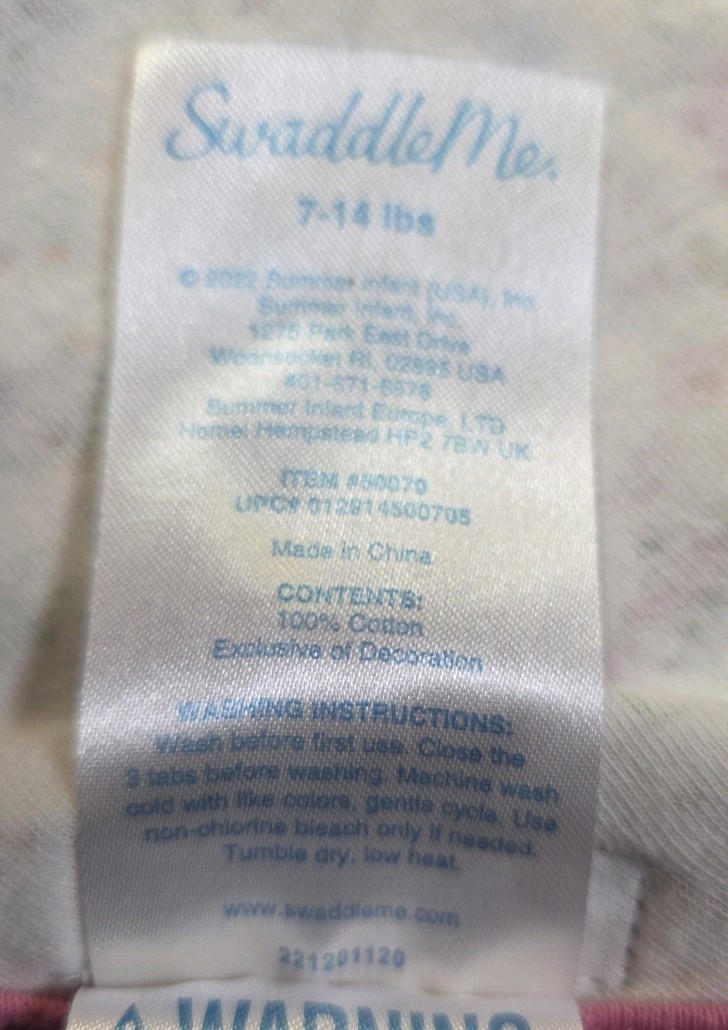 SwaddleMe.
7-14 lbs
© 2022 Summer Infant (USA), Inc.
Summer Infant, Inc.
1275 Park East Drive
Woonsocket RI, 02895 USA
401-671-6576
Summer Infant Europe, LTD
Hemel Hempstead HP2 7BW UK
ITEM #50070
UPC# 012914500705
Made in China
CONTENTS:
100% Cotton
Exclusive of Decoration
WASHING INSTRUCTIONS:
Wash before first use. Close the
3 tabs before washing. Machine wash
cold with like colors, gentle cycle. Use
non-chlorine bleach only if needed.
Tumble dry, low heat.
www.swaddleme.com
221201120
WARNING